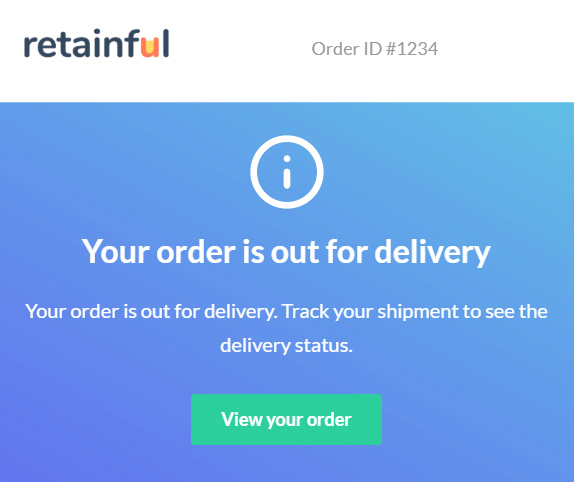 retainful
Order ID #1234
Your order is out for delivery
Your order is out for delivery. Track your shipment to see the
delivery status.
View your order